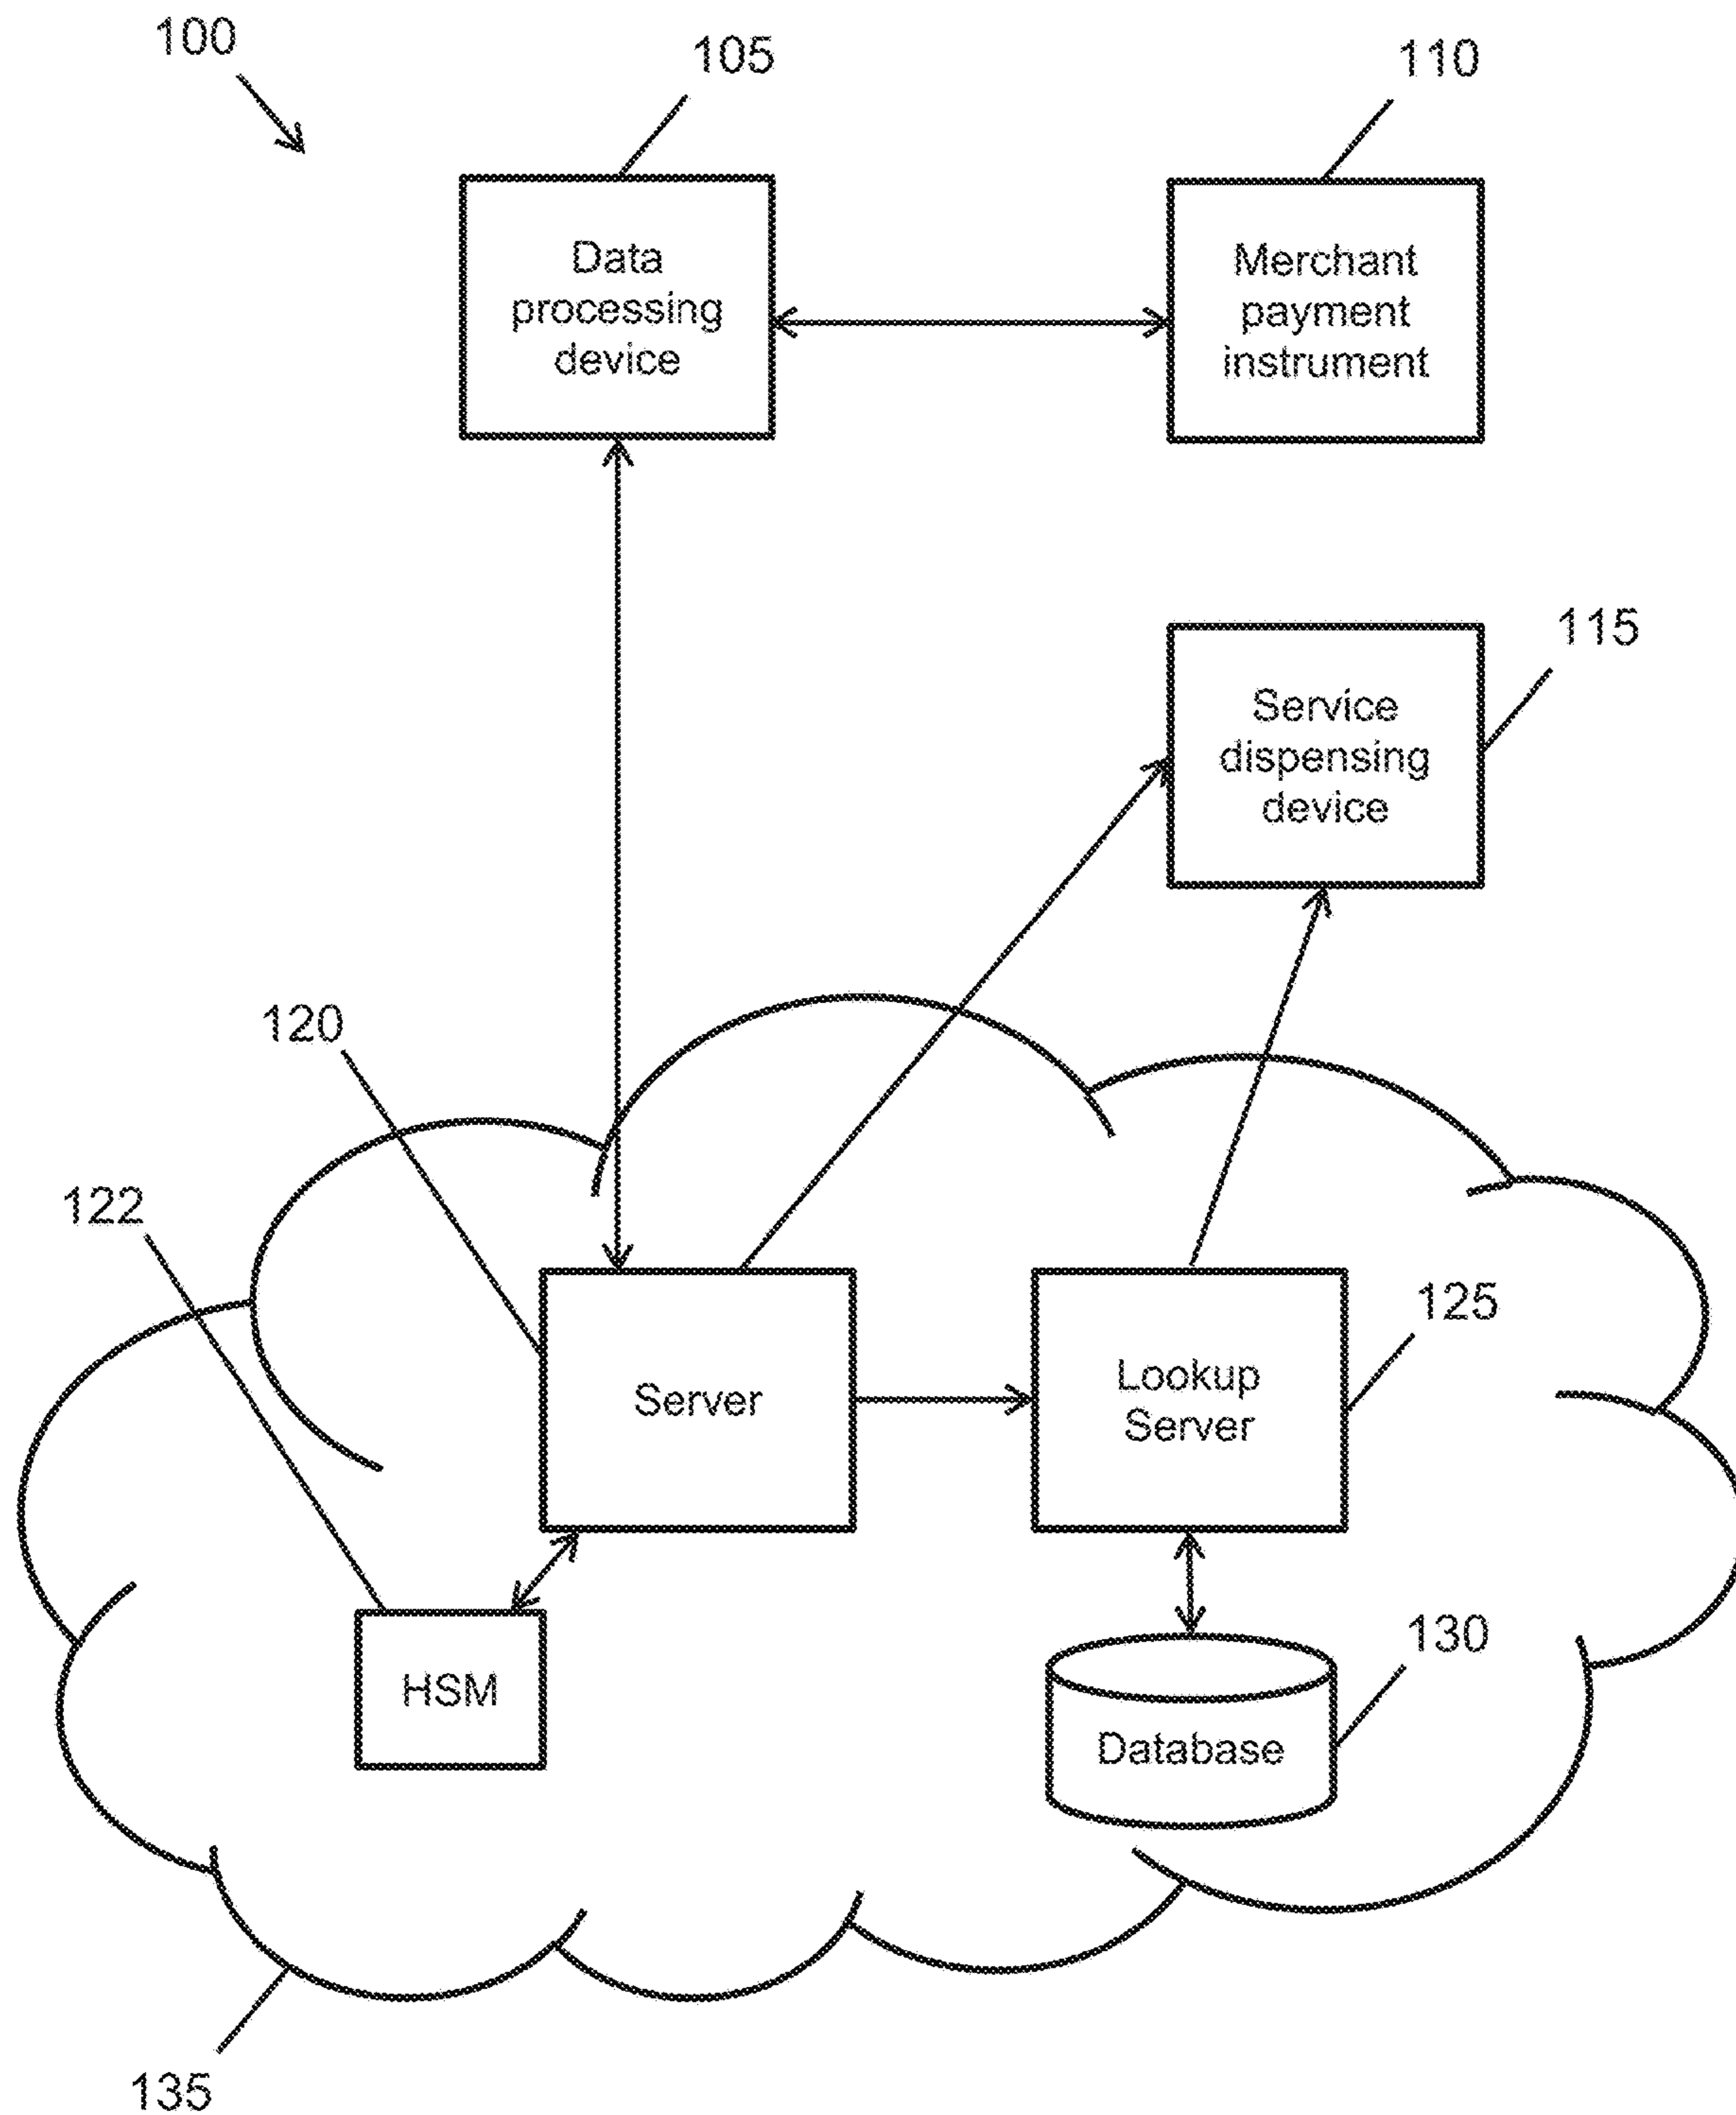 100
105
110
Data
processing
device
Merchant
payment
instrument
115
Service
dispensing
device
120
122
125
Server
Lookup
Server
130
HSM
Database
135